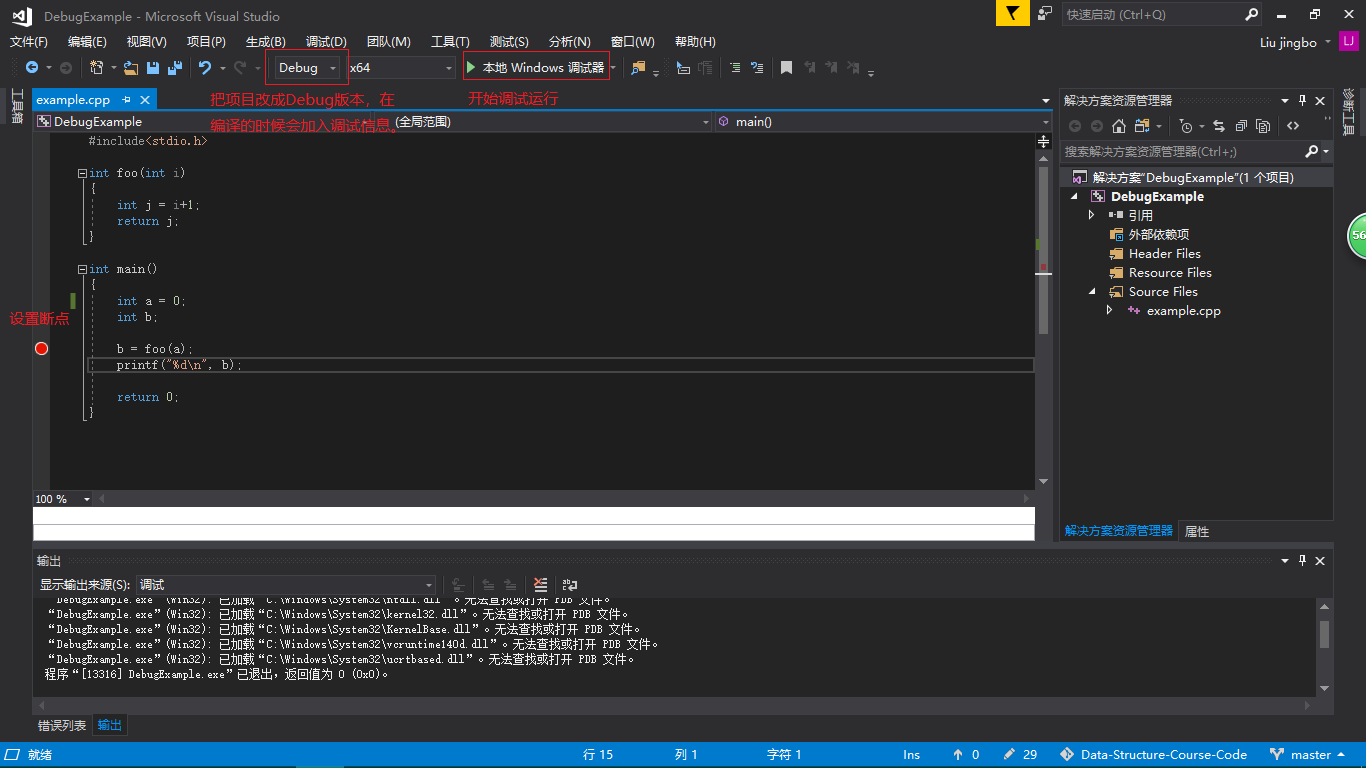 DebugExample - Microsoft Visual Studio
快速启动 (Ctrl+Q)
文件(F) 编辑(E) 视图(V) 项目(P) 生成(B) 调试(D) 团队(M) 工具(T) 测试(S) 分析(N) 窗口(W) 帮助(H)
Liu jingbo LJ
Debug x64 本地 Windows 调试器
工具箱
example.cpp
把项目改成Debug版本，在
编译的时候会加入调试信息。
开始调试运行
DebugExample (全局范围) main()
#include<stdio.h>
int foo(int i)
{
int j = i+1;
return j;
}
int main()
{
int a = 0;
int b;
设置断点
b = foo(a);
printf("%d\n", b);
return 0;
}
100 %
解决方案资源管理器
搜索解决方案资源管理器(Ctrl+;)
解决方案"DebugExample"(1 个项目)
DebugExample
引用
外部依赖项
Header Files
Resource Files
Source Files
example.cpp
解决方案资源管理器 属性
诊断工具
56
输出
显示输出来源(S): 调试
“DebugExample.exe”(Win32): 已加载“C:\Windows\System32\ntdll.dll”。无法查找或打开 PDB 文件。
“DebugExample.exe”(Win32): 已加载“C:\Windows\System32\kernel32.dll”。无法查找或打开 PDB 文件。
“DebugExample.exe”(Win32): 已加载“C:\Windows\System32\KernelBase.dll”。无法查找或打开 PDB 文件。
“DebugExample.exe”(Win32): 已加载“C:\Windows\System32\vcruntime140d.dll”。无法查找或打开 PDB 文件。
“DebugExample.exe”(Win32): 已加载“C:\Windows\System32\ucrtbased.dll”。无法查找或打开 PDB 文件。
程序“[13316] DebugExample.exe”已退出，返回值为 0 (0x0)。
错误列表 输出
就绪 行 15 列 1 字符 1 Ins 0 29 Data-Structure-Course-Code master